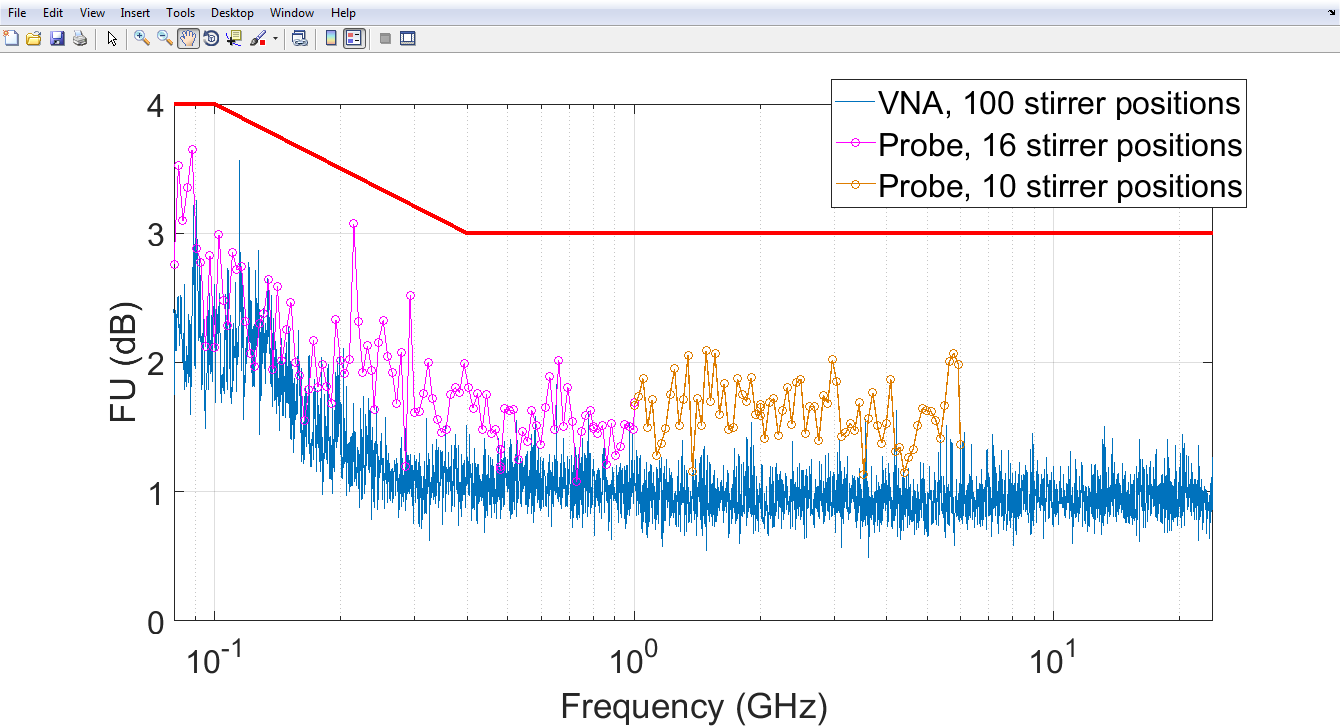 File Edit View Insert Tools Desktop Window Help
VNA, 100 stirrer positions
Probe, 16 stirrer positions
Probe, 10 stirrer positions
4
3
2
1
0
FU (dB)
10^-1 10^0 10^1
Frequency (GHz)